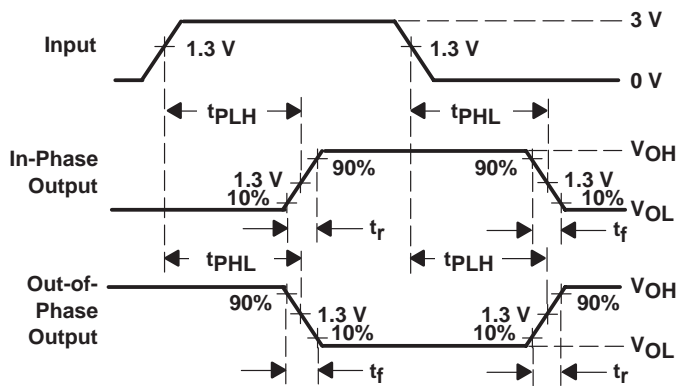 3 V
Input
1.3 V
1.3 V
0 V
tPLH
tPHL
VOH
In-Phase
Output
90%
90%
1.3 V
1.3 V
10%
10%
VOL
tr
tf
tPHL
tPLH
Out-of-
Phase
Output
VOH
90%
90%
1.3 V
1.3 V
10%
10%
VOL
tf
tr